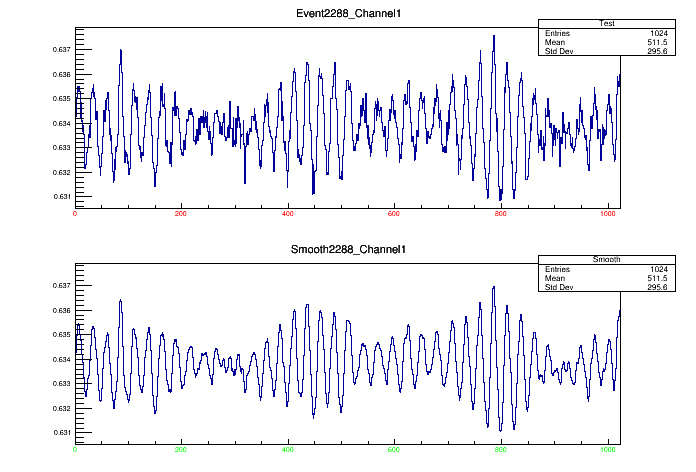 Event2288_Channel1
Test
Entries 1024
Mean 511.5
Std Dev 295.6
0.637
0.636
0.635
0.634
0.633
0.632
0.631
0 200 400 600 800 1000
Smooth2288_Channel1
Smooth
Entries 1024
Mean 511.5
Std Dev 295.6
0.637
0.636
0.635
0.634
0.633
0.632
0.631
0 200 400 600 800 1000